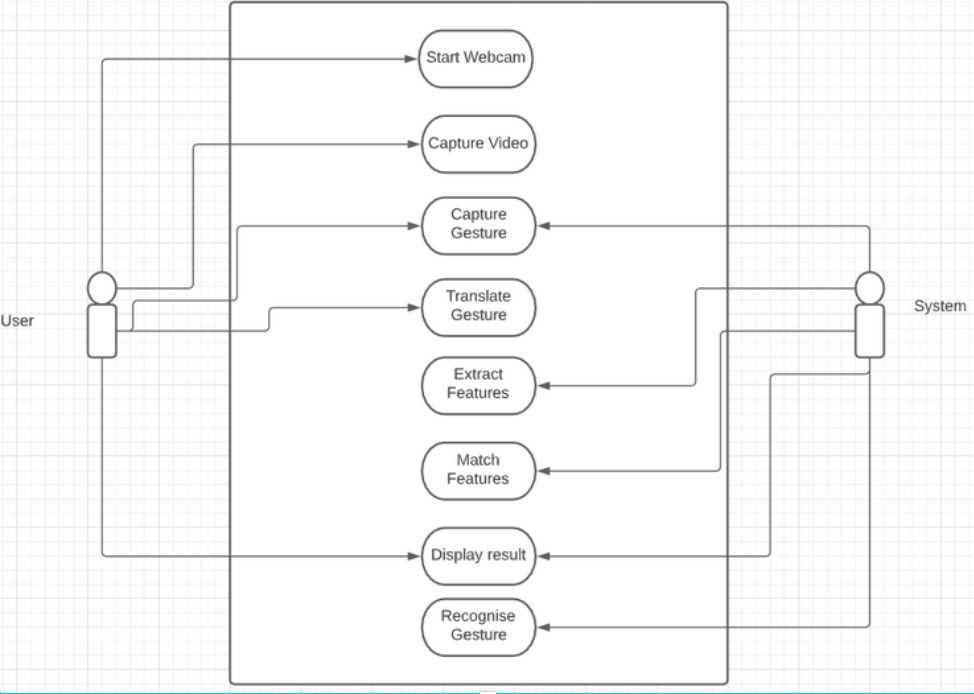 Start Webcam
Capture Video
Capture
Gesture
Translate
Gesture
User
System
Extract
Features
Match
Features
Display result
Recognise
Gesture